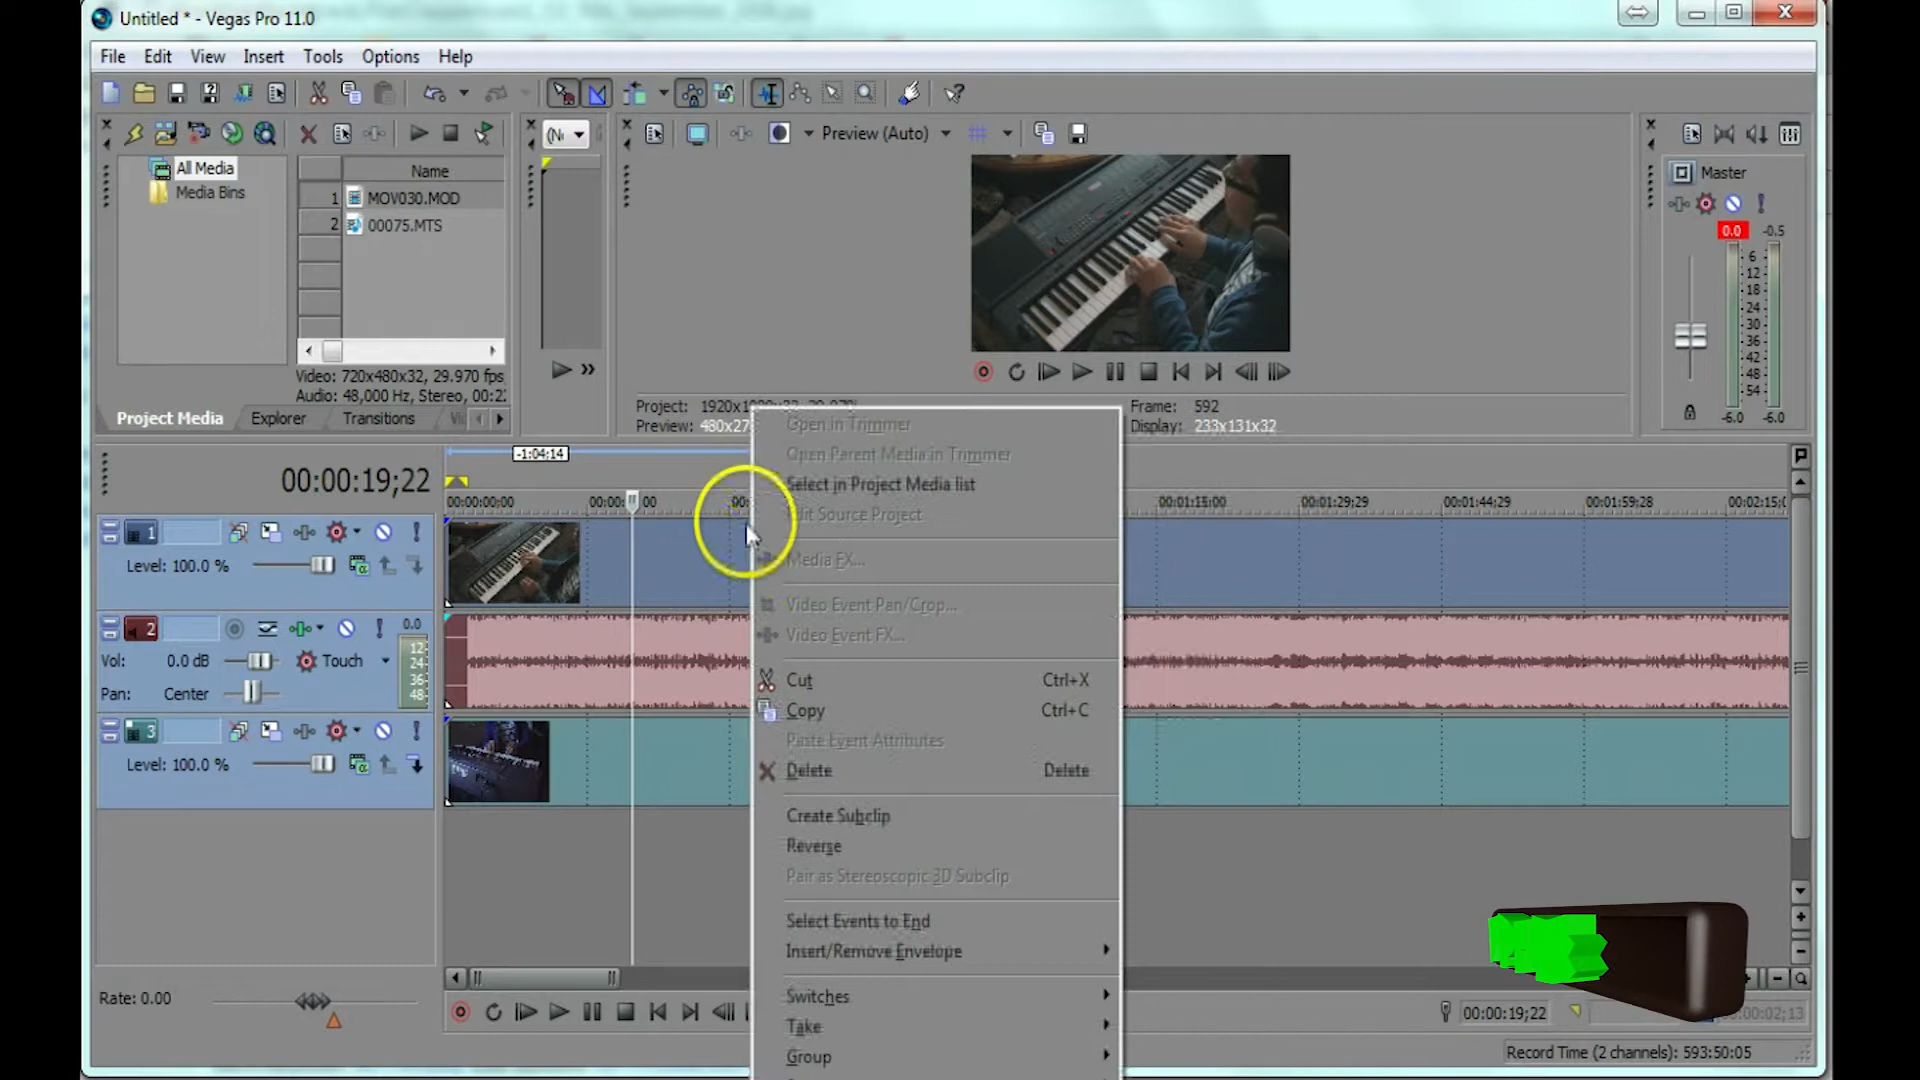 Untitled * - Vegas Pro 11.0
File Edit View Insert Tools Options Help
Preview (Auto)
All Media
Media Bins
Name
1 MOV030.MOD
2 00075.MTS
Video: 720x480x32, 29.970 fps,
Audio: 48,000 Hz, Stereo, 00:2
Project Media Explorer Transitions
Project: 1920x1080x32, 29.970i
Preview: 480x27
Frame: 592
Display: 233x131x32
Master
0.0 -0.5
6
12
18
24
30
36
42
48
54
-6.0 -6.0
-1:04:14
00:00:19;22
00:00:00;00 00:00: 00 00: 00:01:15:00 00:01:29;29 00:01:44;29 00:01:59;28 00:02:15;0
1
Level: 100.0 %
2 0.0
Vol: 0.0 dB Touch
Pan: Center
12
24
36
48
3
Level: 100.0 %
Open in Trimmer
Open Parent Media in Trimmer
Select in Project Media list
Edit Source Project
Media FX...
Video Event Pan/Crop...
Video Event FX...
Cut Ctrl+X
Copy Ctrl+C
Paste Event Attributes
Delete Delete
Create Subclip
Reverse
Pair as Stereoscopic 3D Subclip
Select Events to End
Insert/Remove Envelope
Switches
Take
Group
Rate: 0.00
00:00:19;22 00:00:02;13
Record Time (2 channels): 593:50:05